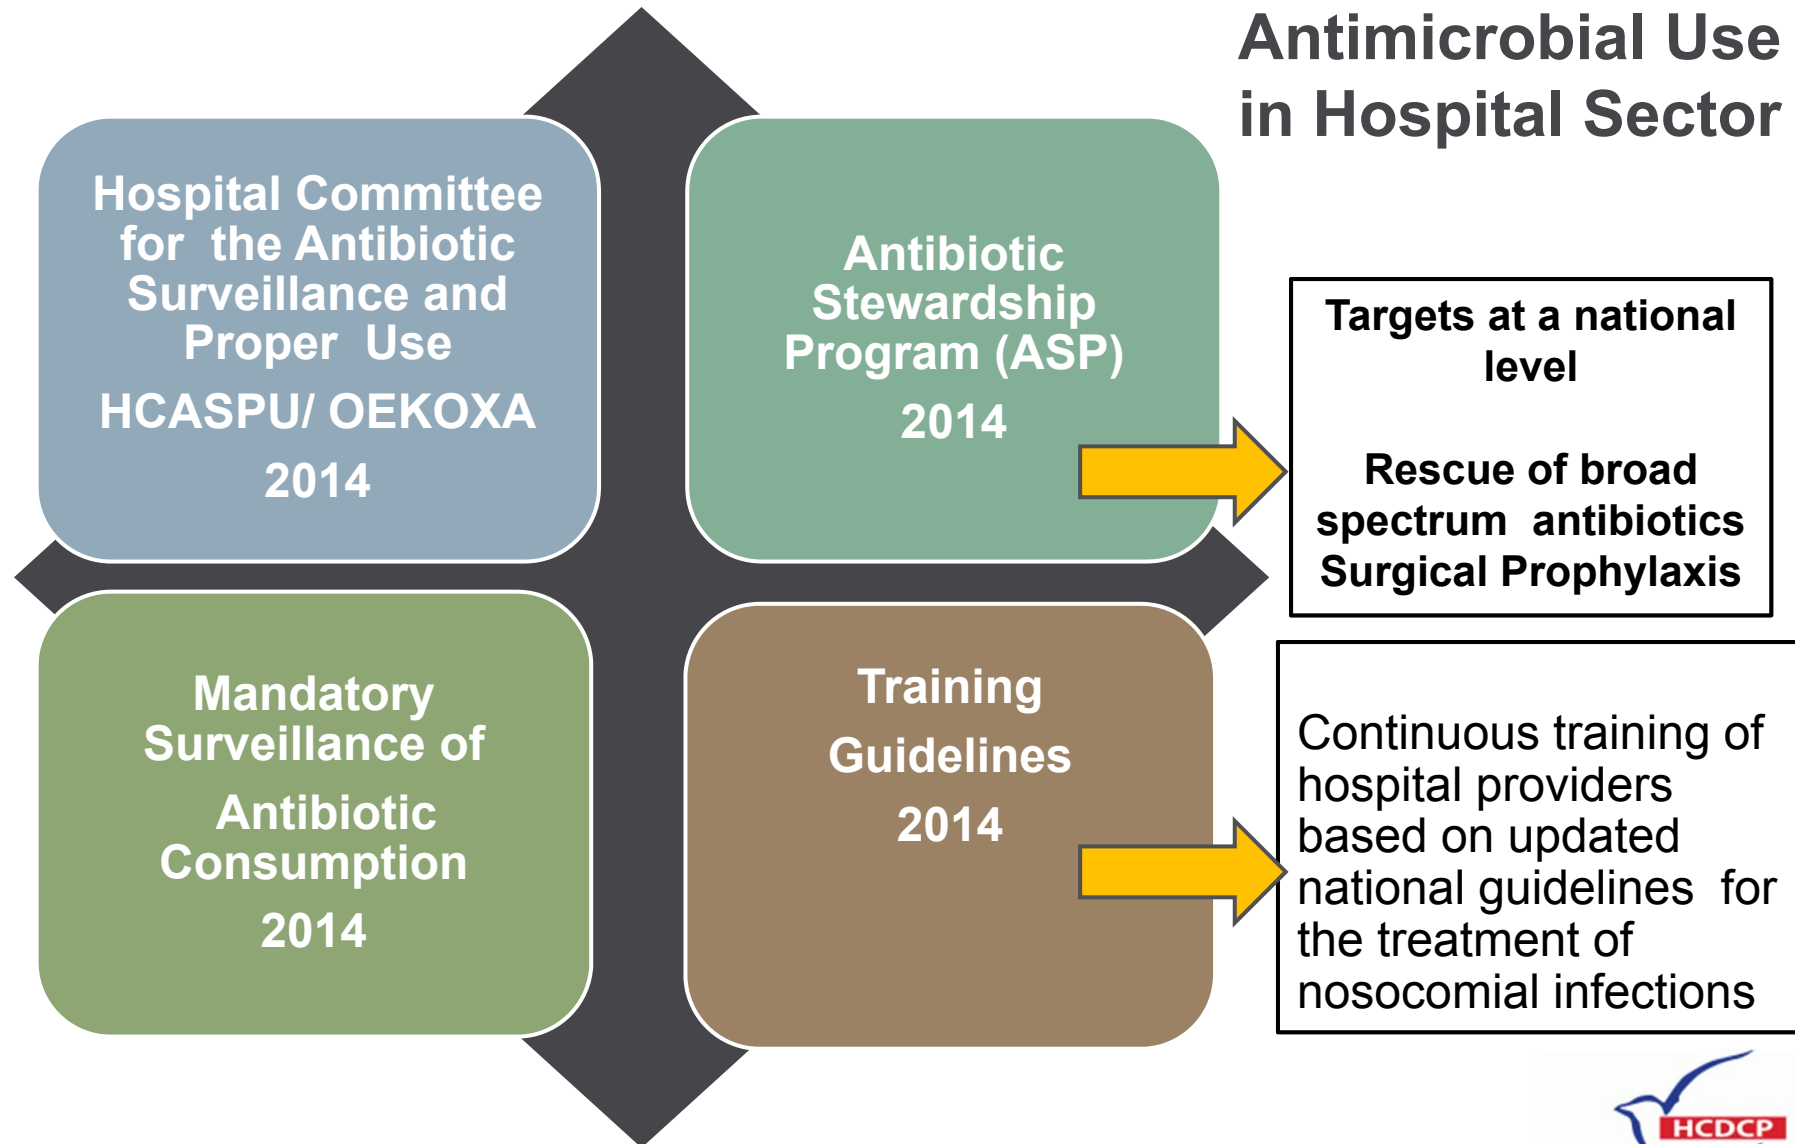 Antimicrobial Use
in Hospital Sector
Hospital Committee
for the Antibiotic
Surveillance and
Proper Use
HCASPU/ OEKOXA
2014
Antibiotic
Stewardship
Program (ASP)
2014
Targets at a national
level
Rescue of broad
spectrum antibiotics
Surgical Prophylaxis
Mandatory
Surveillance of
Antibiotic
Consumption
2014
Training
Guidelines
2014
Continuous training of
hospital providers
based on updated
national guidelines for
the treatment of
nosocomial infections
HCDCP